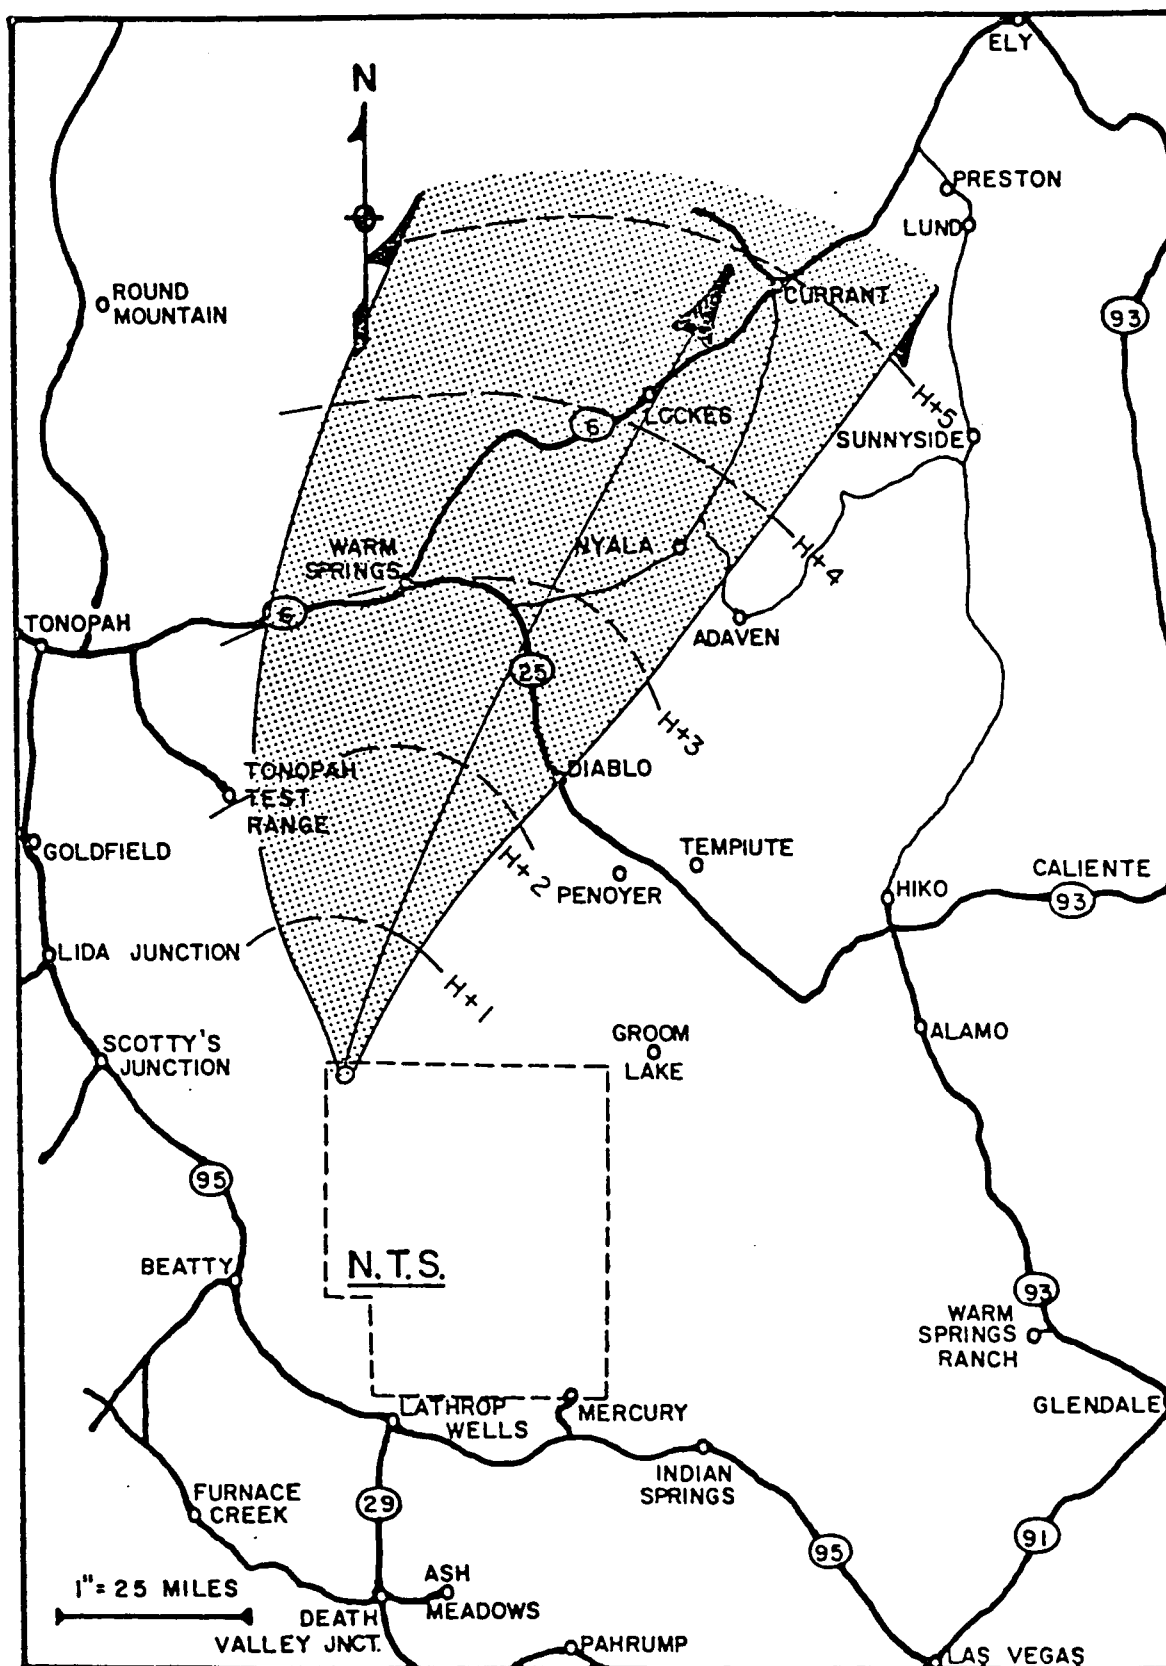 ELY
N
PRESTON
LUND
ROUND
MOUNTAIN
CURRANT
93
H+5
LOCKES
6
SUNNYSIDE
WARM
SPRINGS
NYALA
H+4
6
TONOPAH
ADAVEN
25
H+3
DIABLO
TONOPAH
TEST
RANGE
GOLDFIELD
H+2
TEMPIUTE
PENOYER
CALIENTE
HIKO
93
LIDA JUNCTION
H+1
GROOM
LAKE
ALAMO
SCOTTY'S
JUNCTION
95
BEATTY
N.T.S.
93
WARM
SPRINGS
RANCH
GLENDALE
LATHROP
WELLS
MERCURY
INDIAN
SPRINGS
FURNACE
CREEK
29
95
91
1"= 25 MILES
ASH
MEADOWS
DEATH
VALLEY JNCT.
PAHRUMP
LAS VEGAS